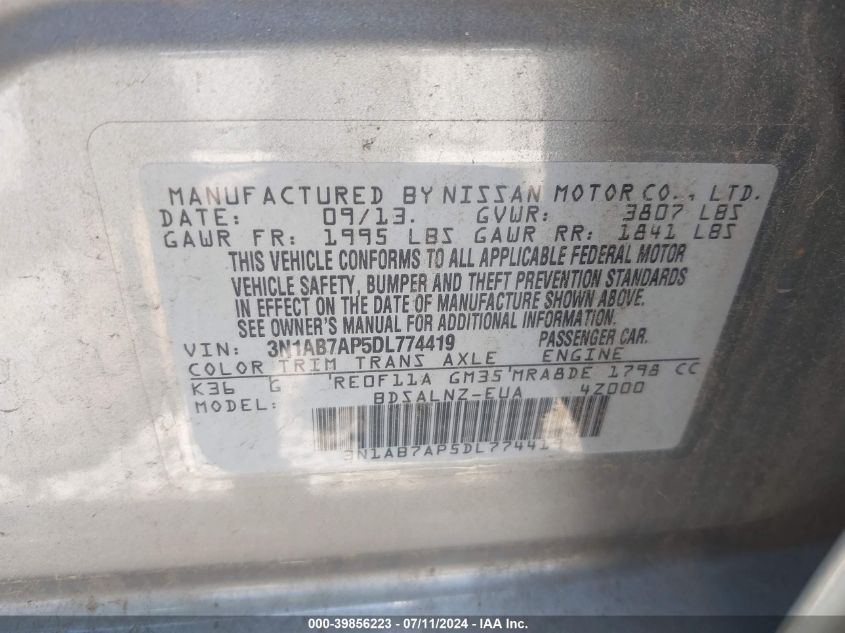 MANUFACTURED BY NISSAN MOTOR CO., LTD.
DATE: 09/13. GVWR: 3807 LBS
GAWR FR: 1995 LBS GAWR RR: 1841 LBS
THIS VEHICLE CONFORMS TO ALL APPLICABLE FEDERAL MOTOR
VEHICLE SAFETY, BUMPER AND THEFT PREVENTION STANDARDS
IN EFFECT ON THE DATE OF MANUFACTURE SHOWN ABOVE.
SEE OWNER'S MANUAL FOR ADDITIONAL INFORMATION.
VIN: 3N1AB7AP5DL774419 PASSENGER CAR.
COLOR TRIM TRANS AXLE ENGINE
K36 G 'RE0F11A GM35'MRA8DE 1798 CC
MODEL: BDSALNZ-EUA 4Z000
3N1AB7AP5DL77441
000-39856223 - 07/11/2024 - IAA Inc.